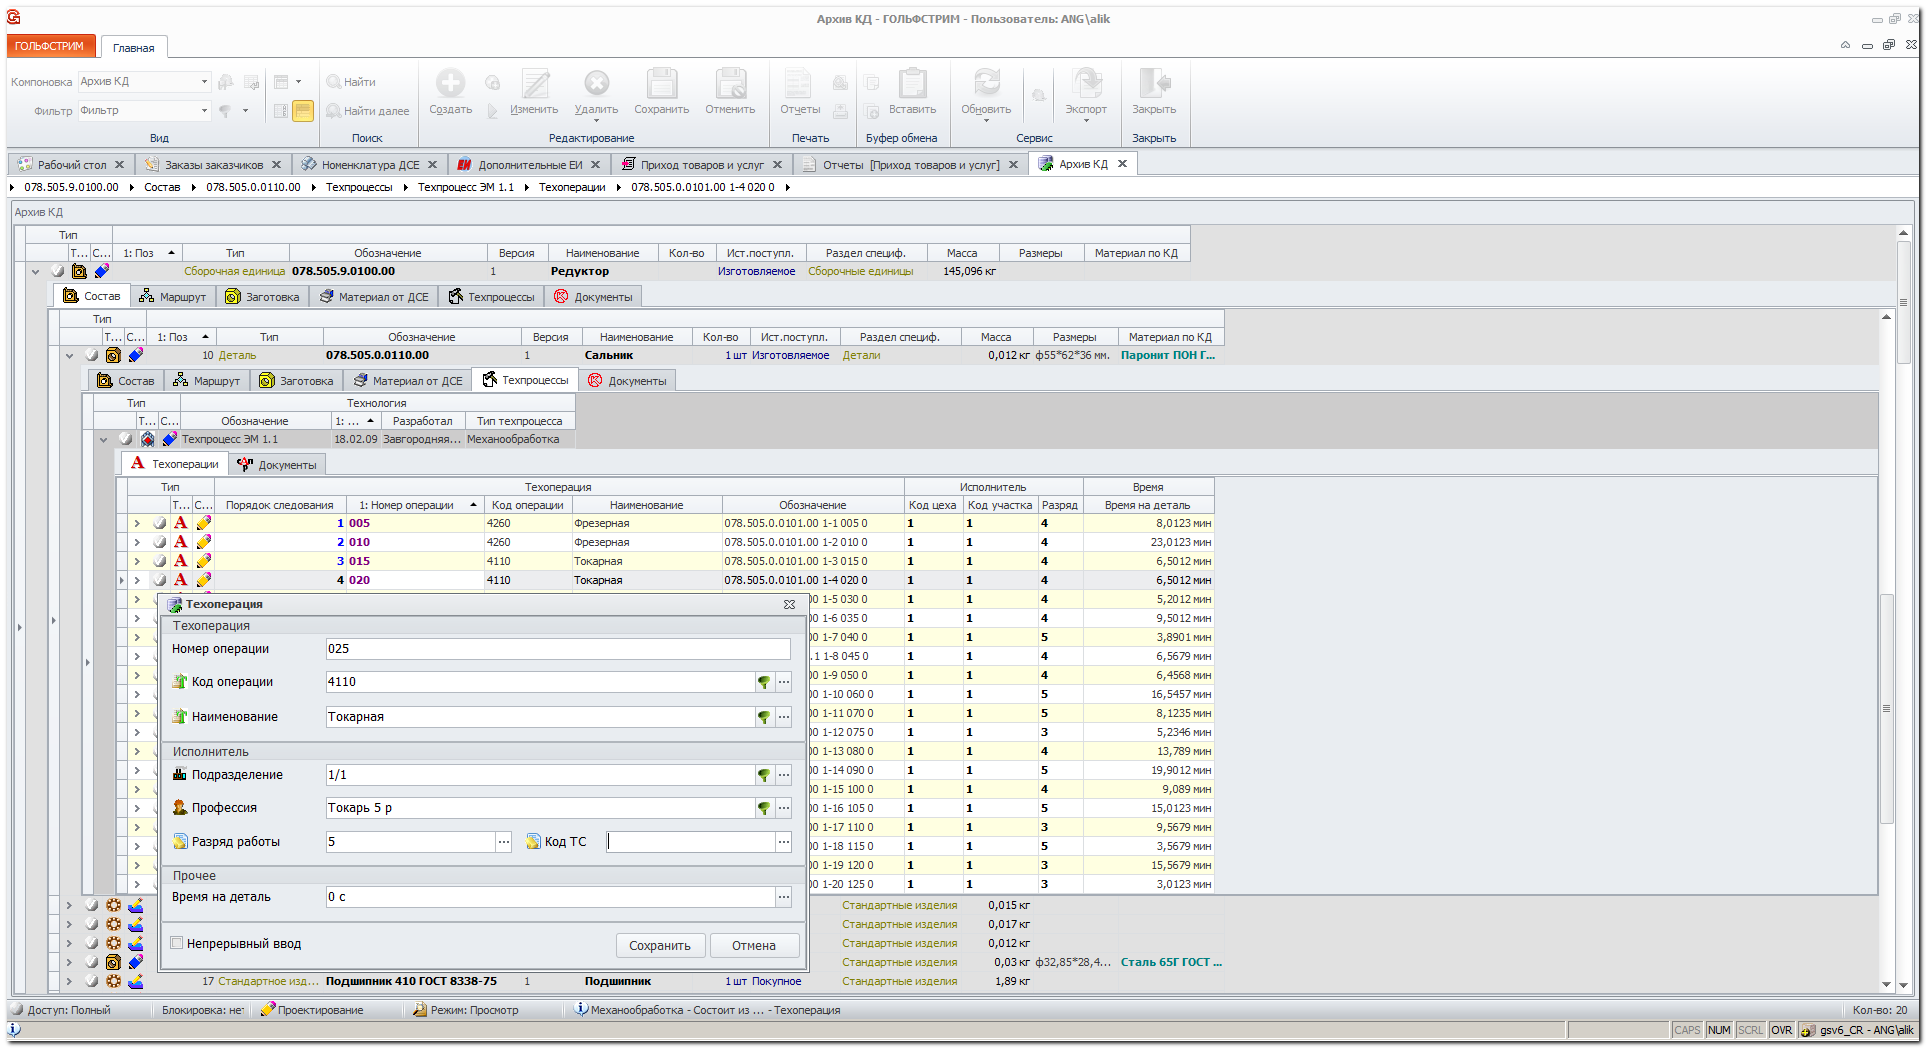 Архив КД - ГОЛЬФСТРИМ - Пользователь: ANG\alik
ГОЛЬФСТРИМ Главная
Компоновка Архив КД
Фильтр Фильтр
Вид
Найти
Найти далее
Поиск
Создать Изменить Удалить Сохранить Отменить
Редактирование
Отчеты
Печать
Вставить
Буфер обмена
Обновить Экспорт
Сервис
Закрыть
Закрыть
Рабочий стол Заказы заказчиков Номенклатура ДСЕ ЕИ Дополнительные ЕИ Приход товаров и услуг Отчеты [Приход товаров и услуг] Архив КД
078.505.9.0100.00 Состав 078.505.0.0110.00 Техпроцессы Техпроцесс ЭМ 1.1 Техоперации 078.505.0.0101.00 1-4 020 0
Архив КД
Тип
Т... С... 1: Поз Тип Обозначение Версия Наименование Кол-во Ист.поступл. Раздел специф. Масса Размеры Материал по КД
Сборочная единица 078.505.9.0100.00 1 Редуктор Изготовляемое Сборочные единицы 145,096 кг
Состав Маршрут Заготовка Материал от ДСЕ Техпроцессы Документы
Тип
Т... С... 1: Поз Тип Обозначение Версия Наименование Кол-во Ист.поступл. Раздел специф. Масса Размеры Материал по КД
10 Деталь 078.505.0.0110.00 1 Сальник 1 шт Изготовляемое Детали 0,012 кг ф55*62*36 мм. Паронит ПОН Г...
Состав Маршрут Заготовка Материал от ДСЕ Техпроцессы Документы
Тип Технология
Т... С... Обозначение 1: ... Разработал Тип техпроцесса
Техпроцесс ЭМ 1.1 18.02.09 Завгородняя... Механообработка
Техоперации Документы
Тип Техоперация Исполнитель Время
Т... С... Порядок следования 1: Номер операции Код операции Наименование Обозначение Код цеха Код участка Разряд Время на деталь
А 1 005 4260 Фрезерная 078.505.0.0101.00 1-1 005 0 1 1 4 8,0123 мин
А 2 010 4260 Фрезерная 078.505.0.0101.00 1-2 010 0 1 1 4 23,0123 мин
А 3 015 4110 Токарная 078.505.0.0101.00 1-3 015 0 1 1 4 6,5012 мин
А 4 020 4110 Токарная 078.505.0.0101.00 1-4 020 0 1 1 4 6,5012 мин
00 1-5 030 0 1 1 4 5,2012 мин
00 1-6 035 0 1 1 4 9,5012 мин
00 1-7 040 0 1 1 5 3,8901 мин
.1 1-8 045 0 1 1 4 6,5679 мин
00 1-9 050 0 1 1 4 6,4568 мин
00 1-10 060 0 1 1 5 16,5457 мин
00 1-11 070 0 1 1 5 8,1235 мин
00 1-12 075 0 1 1 3 5,2346 мин
00 1-13 080 0 1 1 4 13,789 мин
00 1-14 090 0 1 1 5 19,9012 мин
00 1-15 100 0 1 1 4 9,089 мин
00 1-16 105 0 1 1 5 15,0123 мин
00 1-17 110 0 1 1 3 9,5679 мин
00 1-18 115 0 1 1 5 3,5679 мин
00 1-19 120 0 1 1 3 15,5679 мин
00 1-20 125 0 1 1 3 3,0123 мин
Техоперация
Техоперация
Номер операции 025
Код операции 4110
Наименование Токарная
Исполнитель
Подразделение 1/1
Профессия Токарь 5 р
Разряд работы 5 Код ТС
Прочее
Время на деталь 0 с
Непрерывный ввод Сохранить Отмена
Стандартные изделия 0,015 кг
Стандартные изделия 0,017 кг
Стандартные изделия 0,012 кг
Стандартные изделия 0,03 кг ф32,85*28,4... Сталь 65Г ГОСТ ...
17 Стандартное изд... Подшипник 410 ГОСТ 8338-75 1 Подшипник 1 шт Покупное Стандартные изделия 1,89 кг
Доступ: Полный Блокировка: нет Проектирование Режим: Просмотр Механообработка - Состоит из ... - Техоперация Кол-во: 20
CAPS NUM SCRL OVR gsv6_CR - ANG\alik